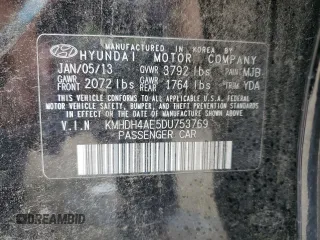 MANUFACTURED IN KOREA BY
HYUNDAI MOTOR COMPANY
JAN/05/13 GVWR 3792 lbs PAINT MJB
GAWR FRONT 2072 lbs GAWR REAR 1764 lbs TRIM YDA
THIS VEHICLE CONFORMS TO ALL APPLICABLE
FEDERAL MOTOR VEHICLE
SAFETY, BUMPER, AND THEFT PREVENTION STANDARDS
IN EFFECT ON THE DATE OF MANUFACTURE SHOWN ABOVE.
V.I.N KMHDH4AE5DU753769
PASSENGER CAR
© DREAMBID